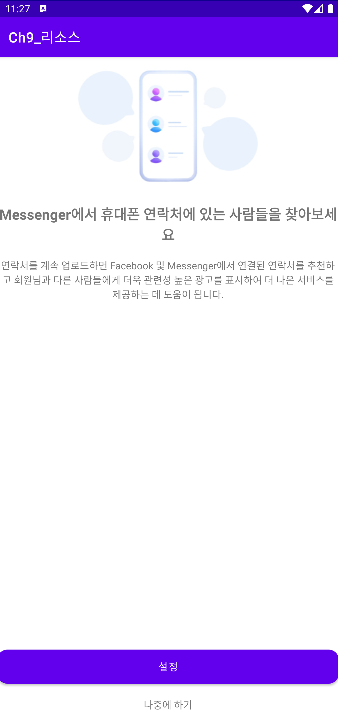 11:27
Ch9_리소스
Messenger에서 휴대폰 연락처에 있는 사람들을 찾아보세
요
연락처를 계속 업로드하면 Facebook 및 Messenger에서 연결된 연락처를 추천하
고 회원님과 다른 사람들에게 더욱 관련성 높은 광고를 표시하여 더 나은 서비스를
제공하는 데 도움이 됩니다.
설정
나중에 하기